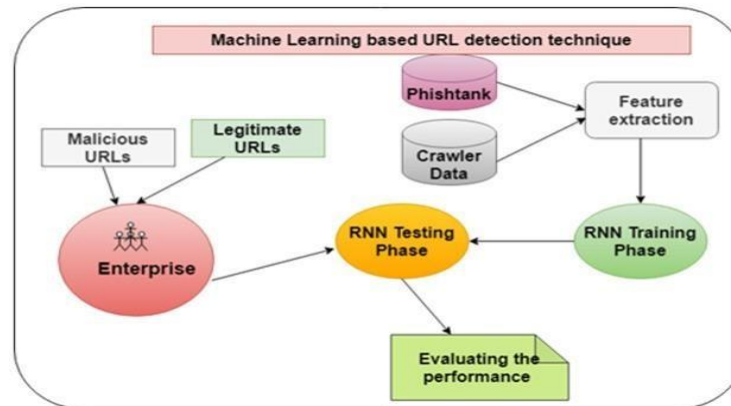 Machine Learning based URL detection technique
Phishtank
Feature
extraction
Malicious
URLs
Legitimate
URLs
Crawler
Data
Enterprise
RNN Testing
Phase
RNN Training
Phase
Evaluating the
performance